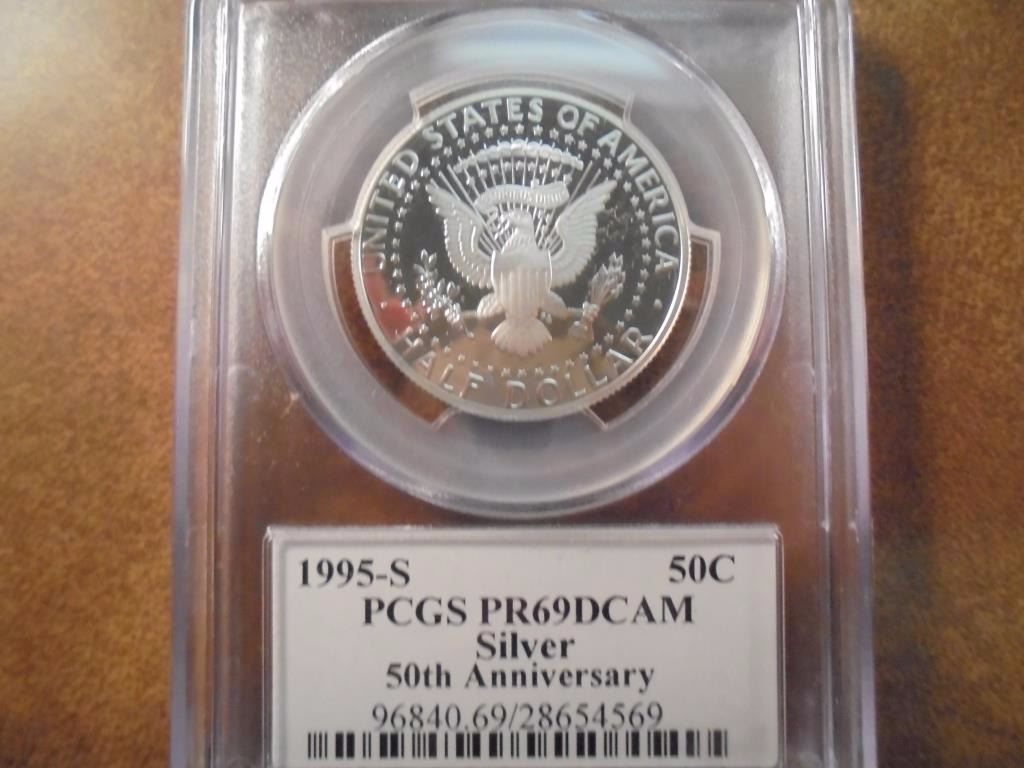 UNITED STATES OF AMERICA
HALF DOLLAR
1995-S 50C
PCGS PR69DCAM
Silver
50th Anniversary
96840.69/28654569